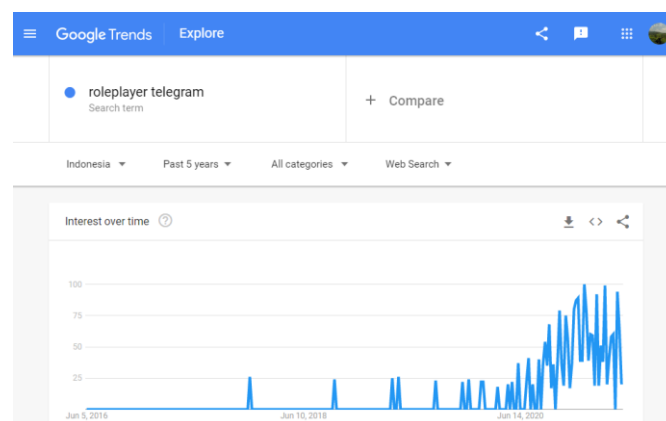 Google Trends Explore
roleplayer telegram
Search term
+ Compare
Indonesia Past 5 years All categories Web Search
Interest over time
100
75
50
25
Jun 5, 2016 Jun 10, 2018 Jun 14, 2020